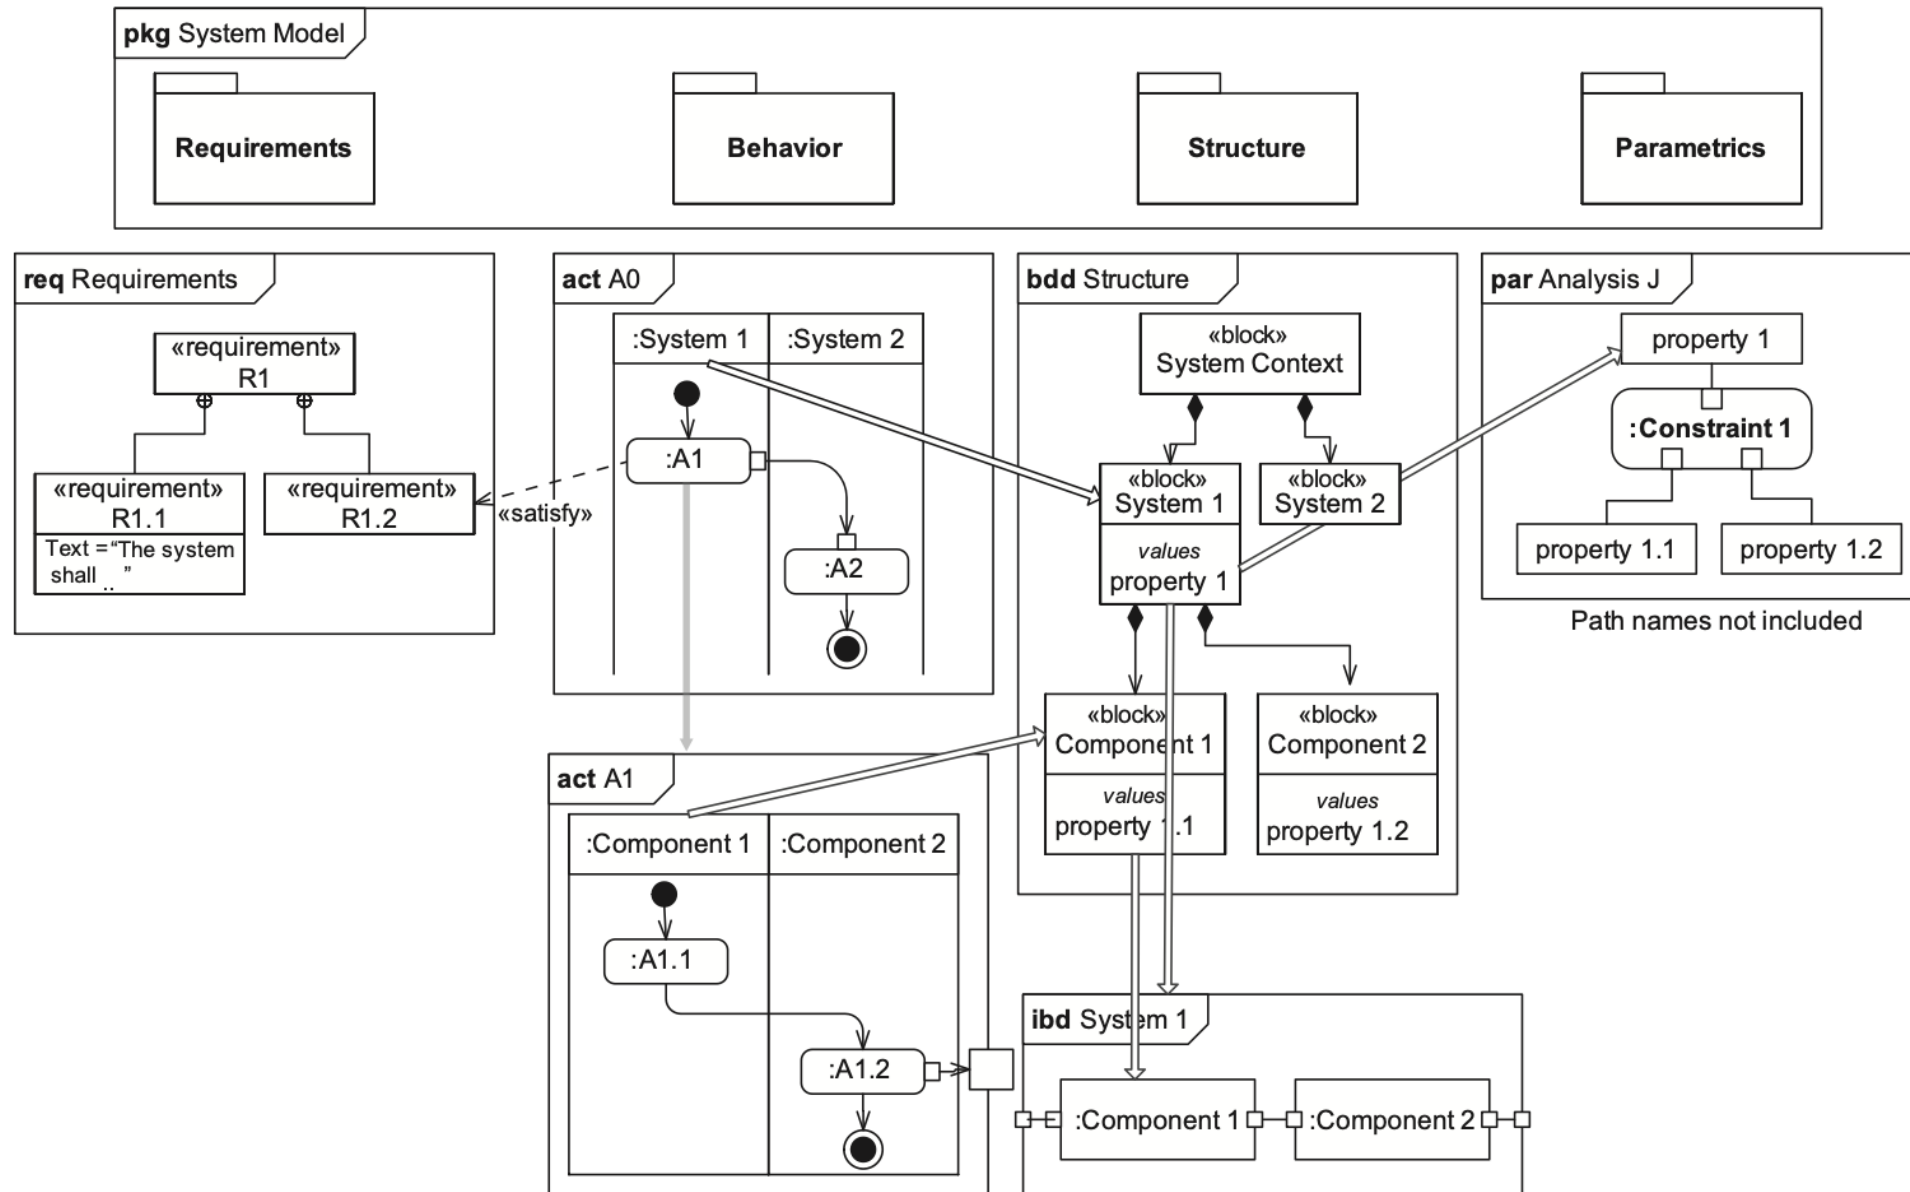 pkg System Model
Requirements
Behavior
Structure
Parametrics
req Requirements
«requirement»
R1
«requirement»
R1.1
Text = “The system
shall .. ”
«requirement»
R1.2
«satisfy»
act A0
:System 1
:System 2
:A1
:A2
bdd Structure
«block»
System Context
«block»
System 1
values
property 1
«block»
System 2
«block»
Component 1
values
property 1.1
«block»
Component 2
values
property 1.2
par Analysis J
property 1
:Constraint 1
property 1.1
property 1.2
Path names not included
act A1
:Component 1
:Component 2
:A1.1
:A1.2
ibd System 1
:Component 1
:Component 2